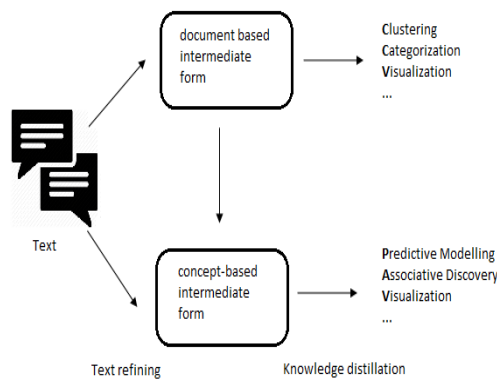 document based
intermediate
form
Clustering
Categorization
Visualization
...
Text
concept-based
intermediate
form
Predictive Modelling
Associative Discovery
Visualization
...
Text refining
Knowledge distillation